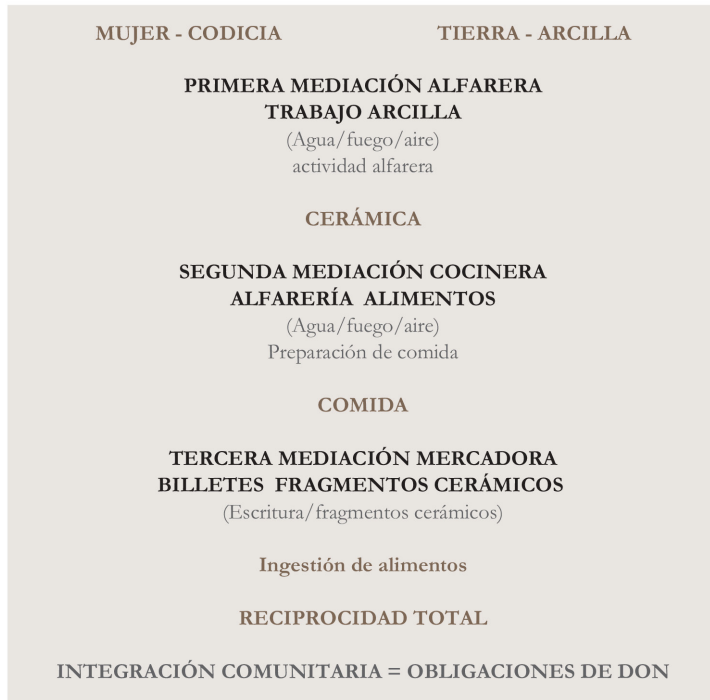 MUJER - CODICIA TIERRA - ARCILLA
PRIMERA MEDIACIÓN ALFARERA
TRABAJO ARCILLA
(Agua/fuego/aire)
actividad alfarera
CERÁMICA
SEGUNDA MEDIACIÓN COCINERA
ALFARERÍA ALIMENTOS
(Agua/fuego/aire)
Preparación de comida
COMIDA
TERCERA MEDIACIÓN MERCADORA
BILLETES FRAGMENTOS CERÁMICOS
(Escritura/fragmentos cerámicos)
Ingestión de alimentos
RECIPROCIDAD TOTAL
INTEGRACIÓN COMUNITARIA = OBLIGACIONES DE DON